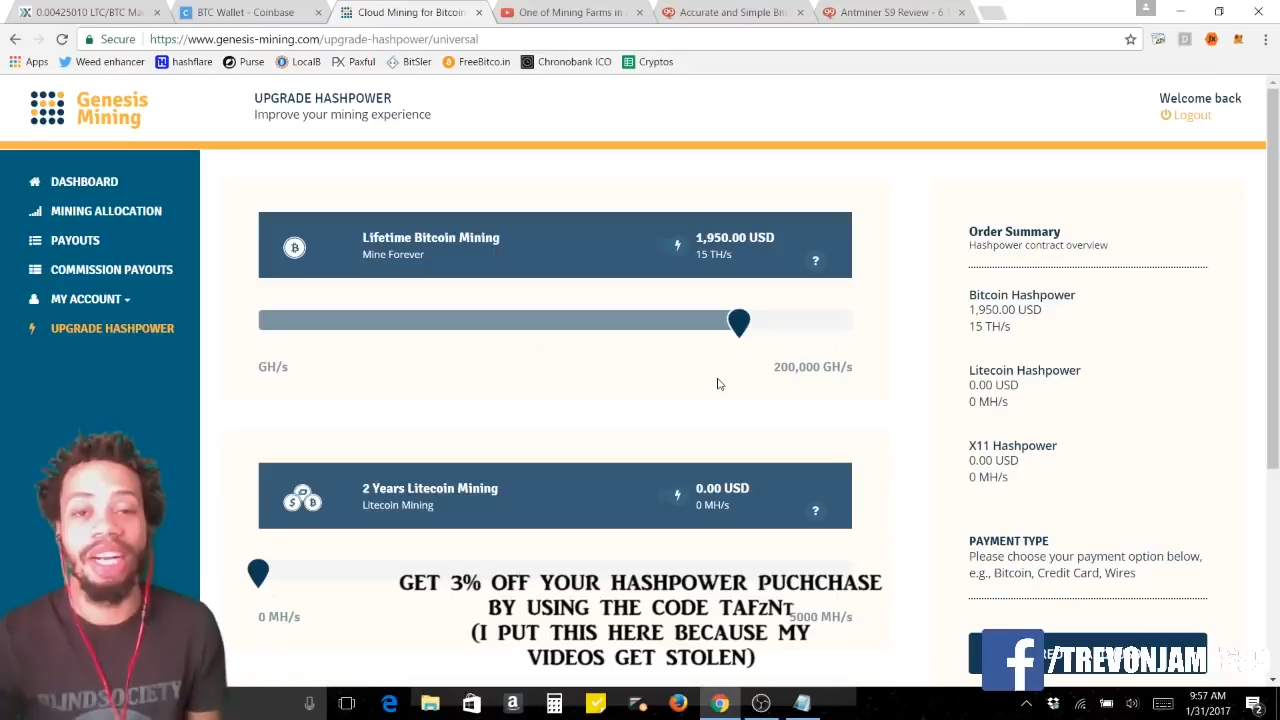 0.00425010 LTC/BTC Ma
BTC Wallet - Coinbase
Cloud Mining for Bitcoin
One of Mining Farms in
Accurate and Simple Bit
Antminer S9 Review - 6
Secure
https://www.genesis-mining.com/upgrade-hashpower/universal
Apps
Weed enhancer
hashflare
Purse
LocalB
Paxful
BitSler
FreeBitco.in
Chronobank ICO
Cryptos
Genesis
Mining
UPGRADE HASHPOWER
Improve your mining experience
Welcome back
Logout
DASHBOARD
MINING ALLOCATION
PAYOUTS
COMMISSION PAYOUTS
MY ACCOUNT
UPGRADE HASHPOWER
Lifetime Bitcoin Mining
Mine Forever
1,950.00 USD
15 TH/s
?
GH/s
200,000 GH/s
2 Years Litecoin Mining
Litecoin Mining
0.00 USD
0 MH/s
?
0 MH/s
5000 MH/s
Order Summary
Hashpower contract overview
Bitcoin Hashpower
1,950.00 USD
15 TH/s
Litecoin Hashpower
0.00 USD
0 MH/s
X11 Hashpower
0.00 USD
0 MH/s
PAYMENT TYPE
Please choose your payment option below,
e.g., Bitcoin, Credit Card, Wires
GET 3% OFF YOUR HASHPOWER PUCHCHASE
BY USING THE CODE TAFzNt
(I PUT THIS HERE BECAUSE MY
VIDEOS GET STOLEN)
BLINDSOCIETY
9:57 AM
1/31/2017